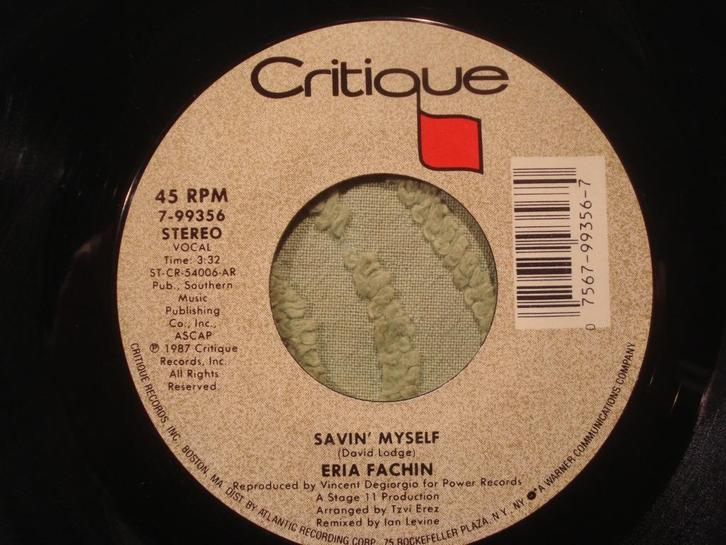 Critique
45 RPM
7-99356
STEREO
VOCAL
Time: 3:32
ST-CR-54006-AR
Pub., Southern
Music
Publishing
Co., Inc.,
ASCAP
℗ 1987 Critique
Records, Inc.
All Rights
Reserved.
0 7567-99356-7
SAVIN' MYSELF
(David Lodge)
ERIA FACHIN
Reproduced by Vincent Degiorgio for Power Records
A Stage 11 Production
Arranged by Tzvi Erez
Remixed by Ian Levine
CRITIQUE RECORDS, INC. BOSTON, MA. DIST. BY ATLANTIC RECORDING CORP. 75 ROCKEFELLER PLAZA, N.Y., NY. A WARNER COMMUNICATIONS COMPANY